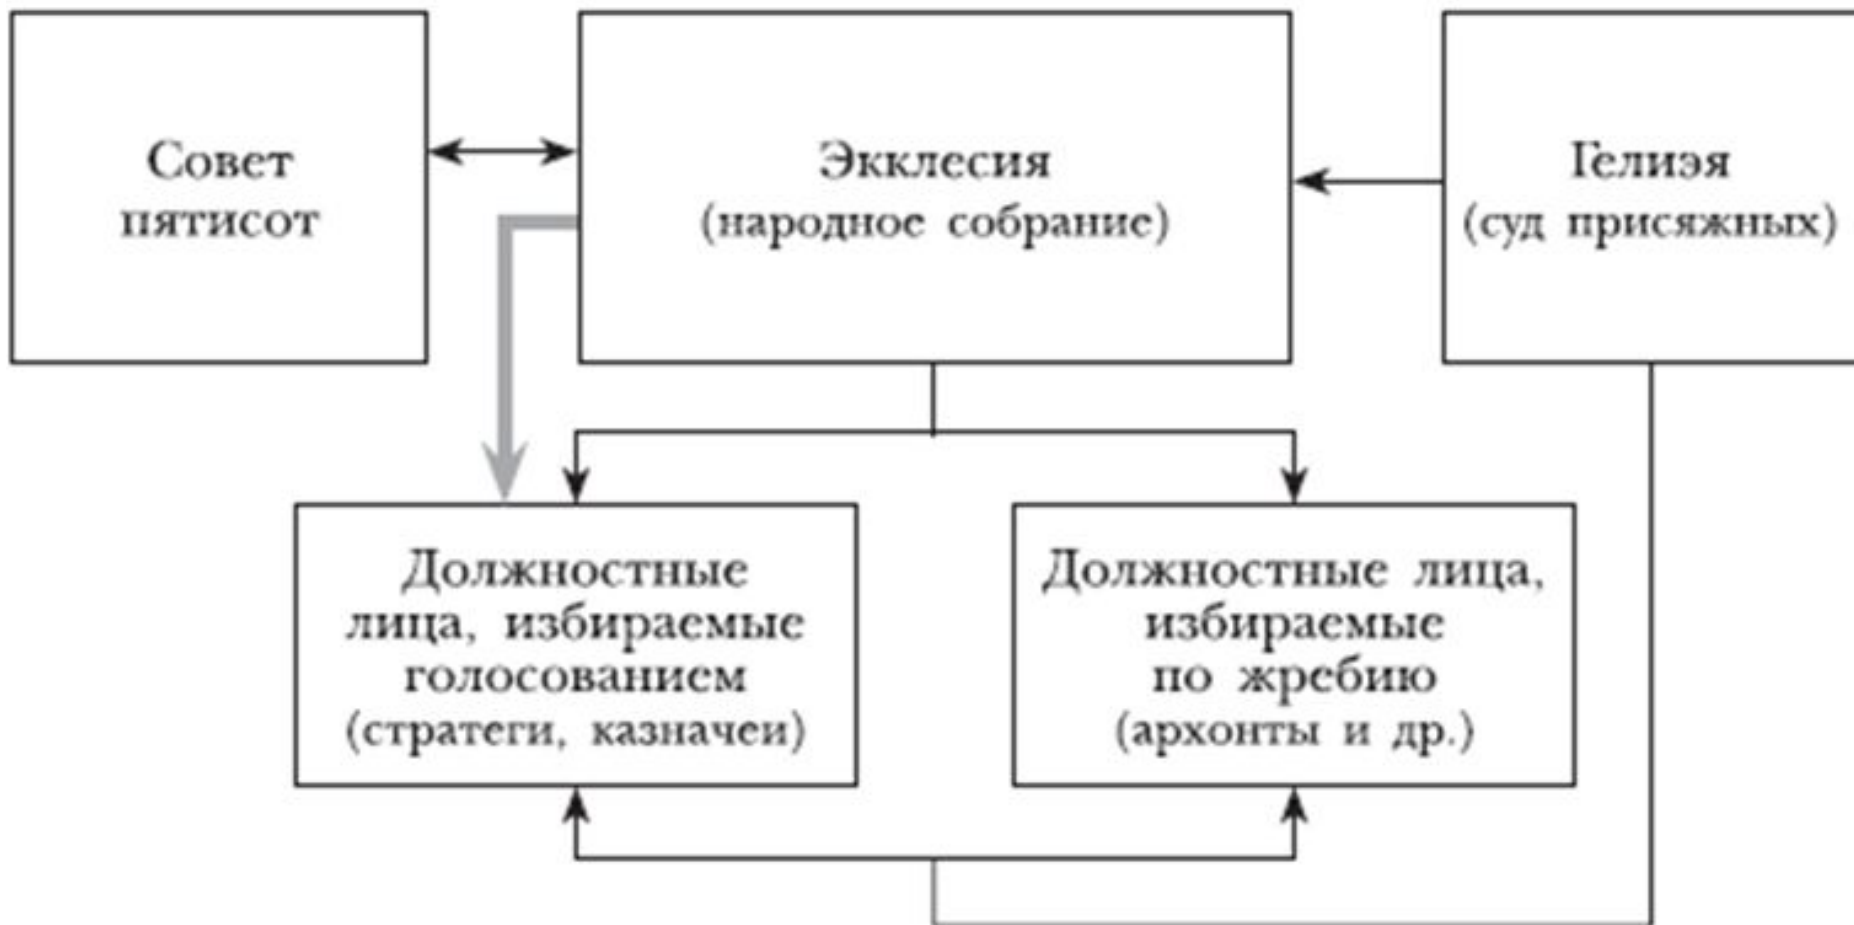 Совет
пятисот
Экклесия
(народное собрание)
Гелиэя
(суд присяжных)
Должностные
лица, избираемые
голосованием
(стратеги, казначеи)
Должностные лица,
избираемые
по жребию
(архонты и др.)